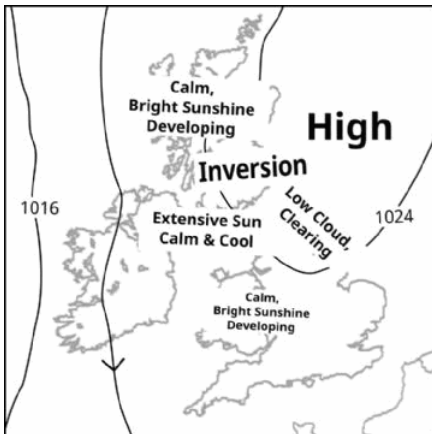 Calm,
Bright Sunshine
Developing
High
Inversion
1016
Extensive Sun
Calm & Cool
Low Cloud,
Clearing
1024
Calm,
Bright Sunshine
Developing